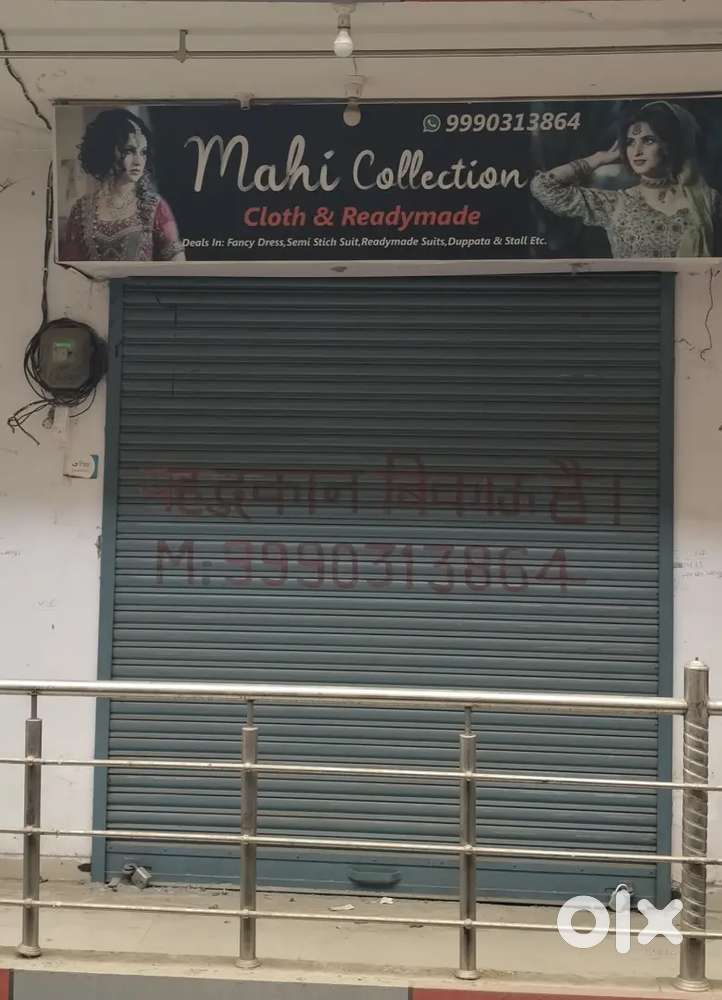 9990313864
Mahi Collection
Cloth & Readymade
Deals In: Fancy Dress,Semi Stich Suit,Readymade Suits,Duppata & Stall Etc.
यह दुकान बिकाऊ है।
M: 9990313864
olx